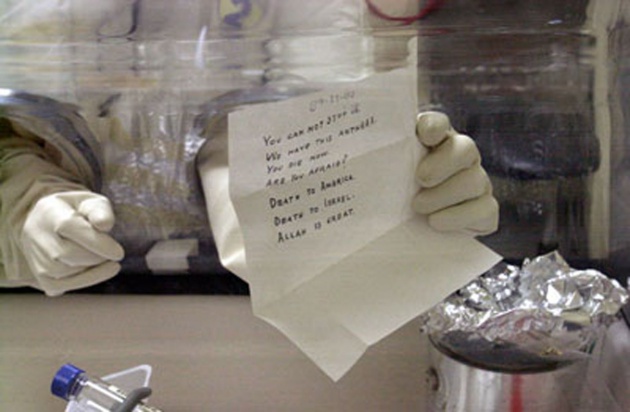 09-11-01
YOU CAN NOT STOP US.
WE HAVE THIS ANTHRAX.
YOU DIE NOW.
ARE YOU AFRAID?
DEATH TO AMERICA.
DEATH TO ISRAEL.
ALLAH IS GREAT.